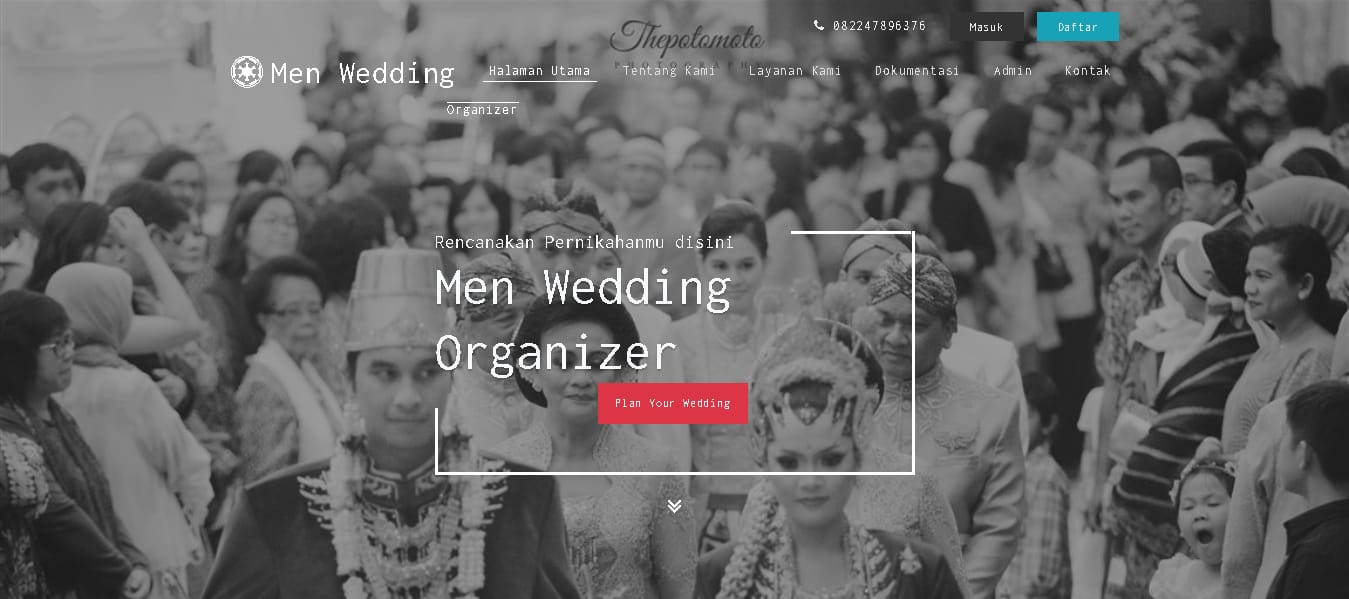 Thepotomoto
PHOTOGRAPHY
082247896376
Masuk
Daftar
Men Wedding
Organizer
Halaman Utama
Tentang Kami
Layanan Kami
Dokumentasi
Admin
Kontak
Rencanakan Pernikahanmu disini
Men Wedding
Organizer
Plan Your Wedding